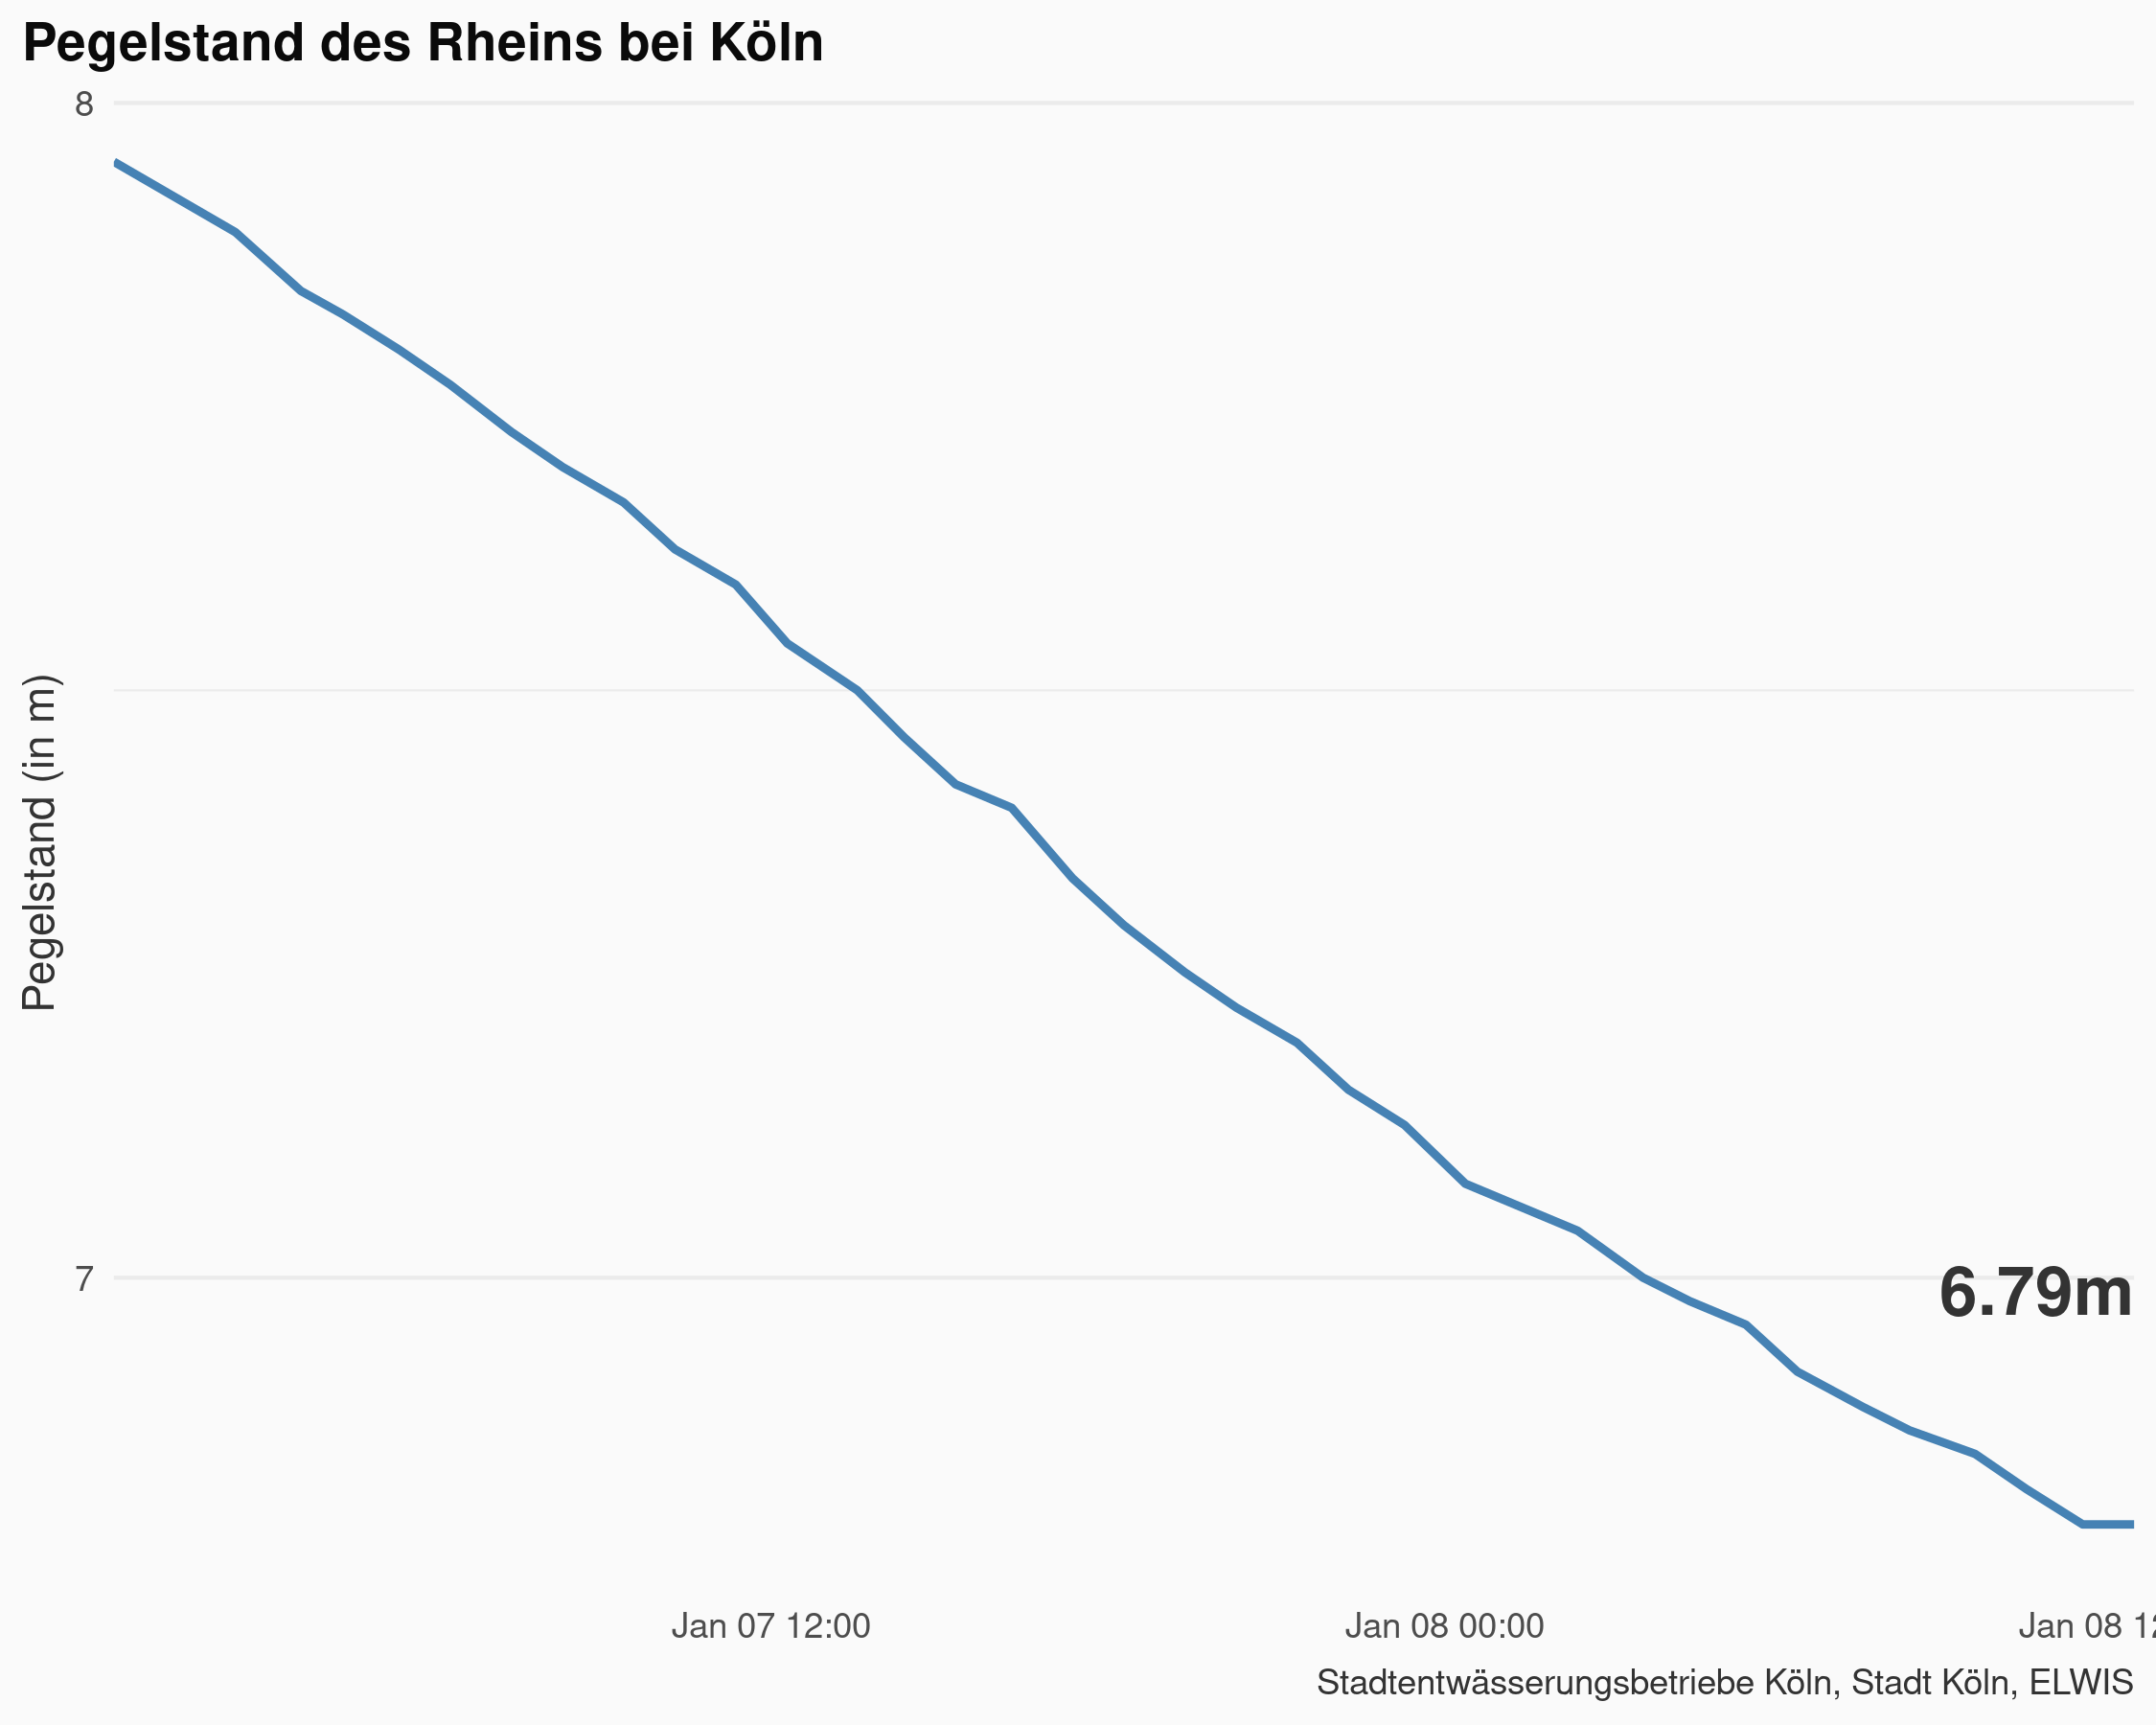 Pegelstand des Rheins bei Köln
8
Pegelstand (in m)
7
6.79m
Jan 07 12:00
Jan 08 00:00
Jan 08 12
Stadtentwässerungsbetriebe Köln, Stadt Köln, ELWIS